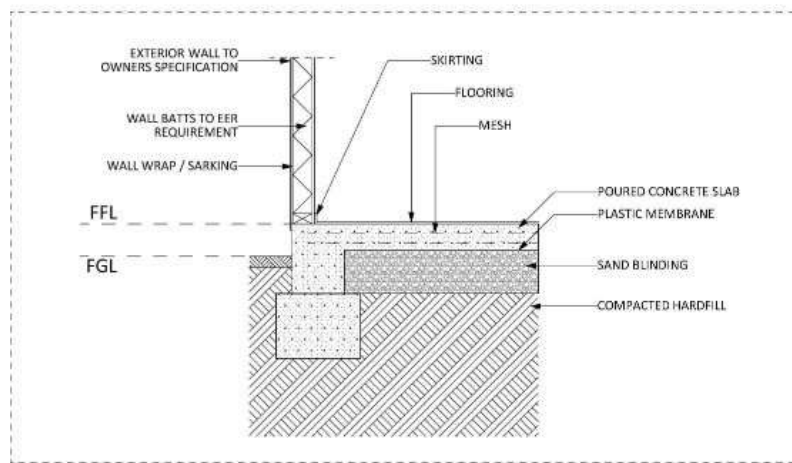 EXTERIOR WALL TO
OWNERS SPECIFICATION
SKIRTING
FLOORING
WALL BATTS TO EER
REQUIREMENT
MESH
WALL WRAP / SARKING
POURED CONCRETE SLAB
FFL
PLASTIC MEMBRANE
FGL
SAND BLINDING
COMPACTED HARDFILL